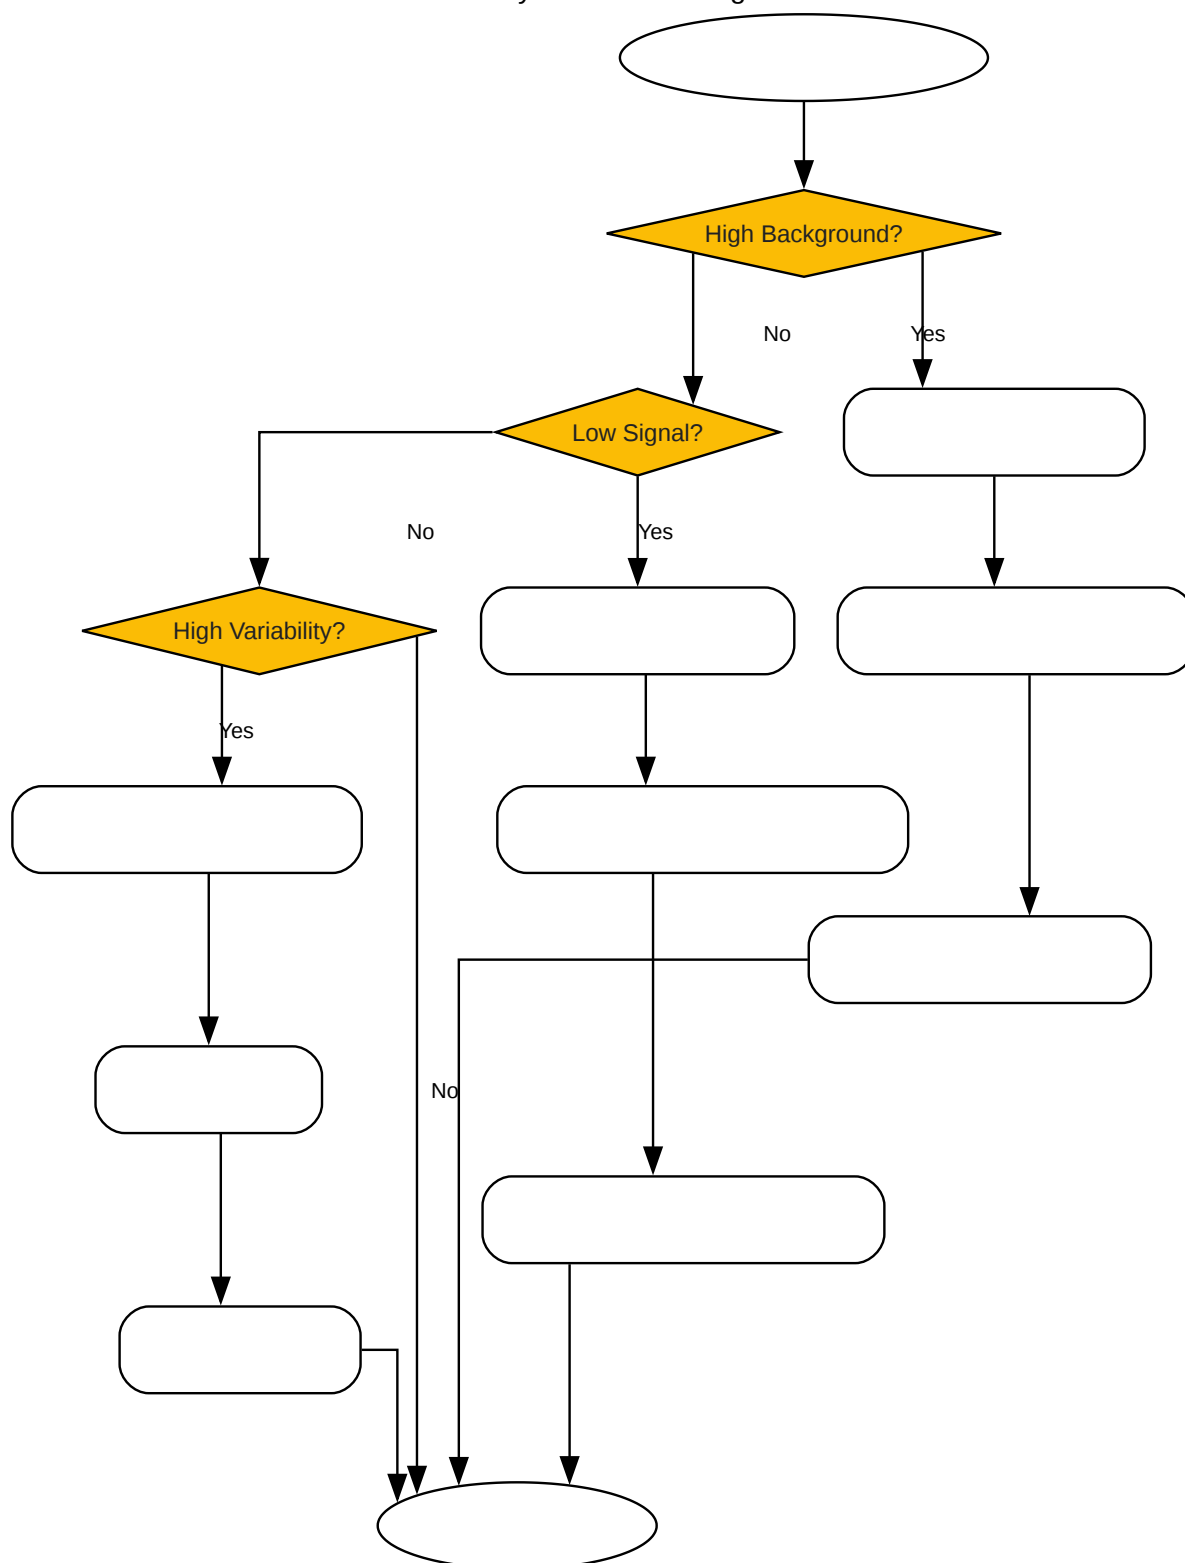 High Background?
No
Yes
Low Signal?
No
Yes
High Variability?
Yes
No